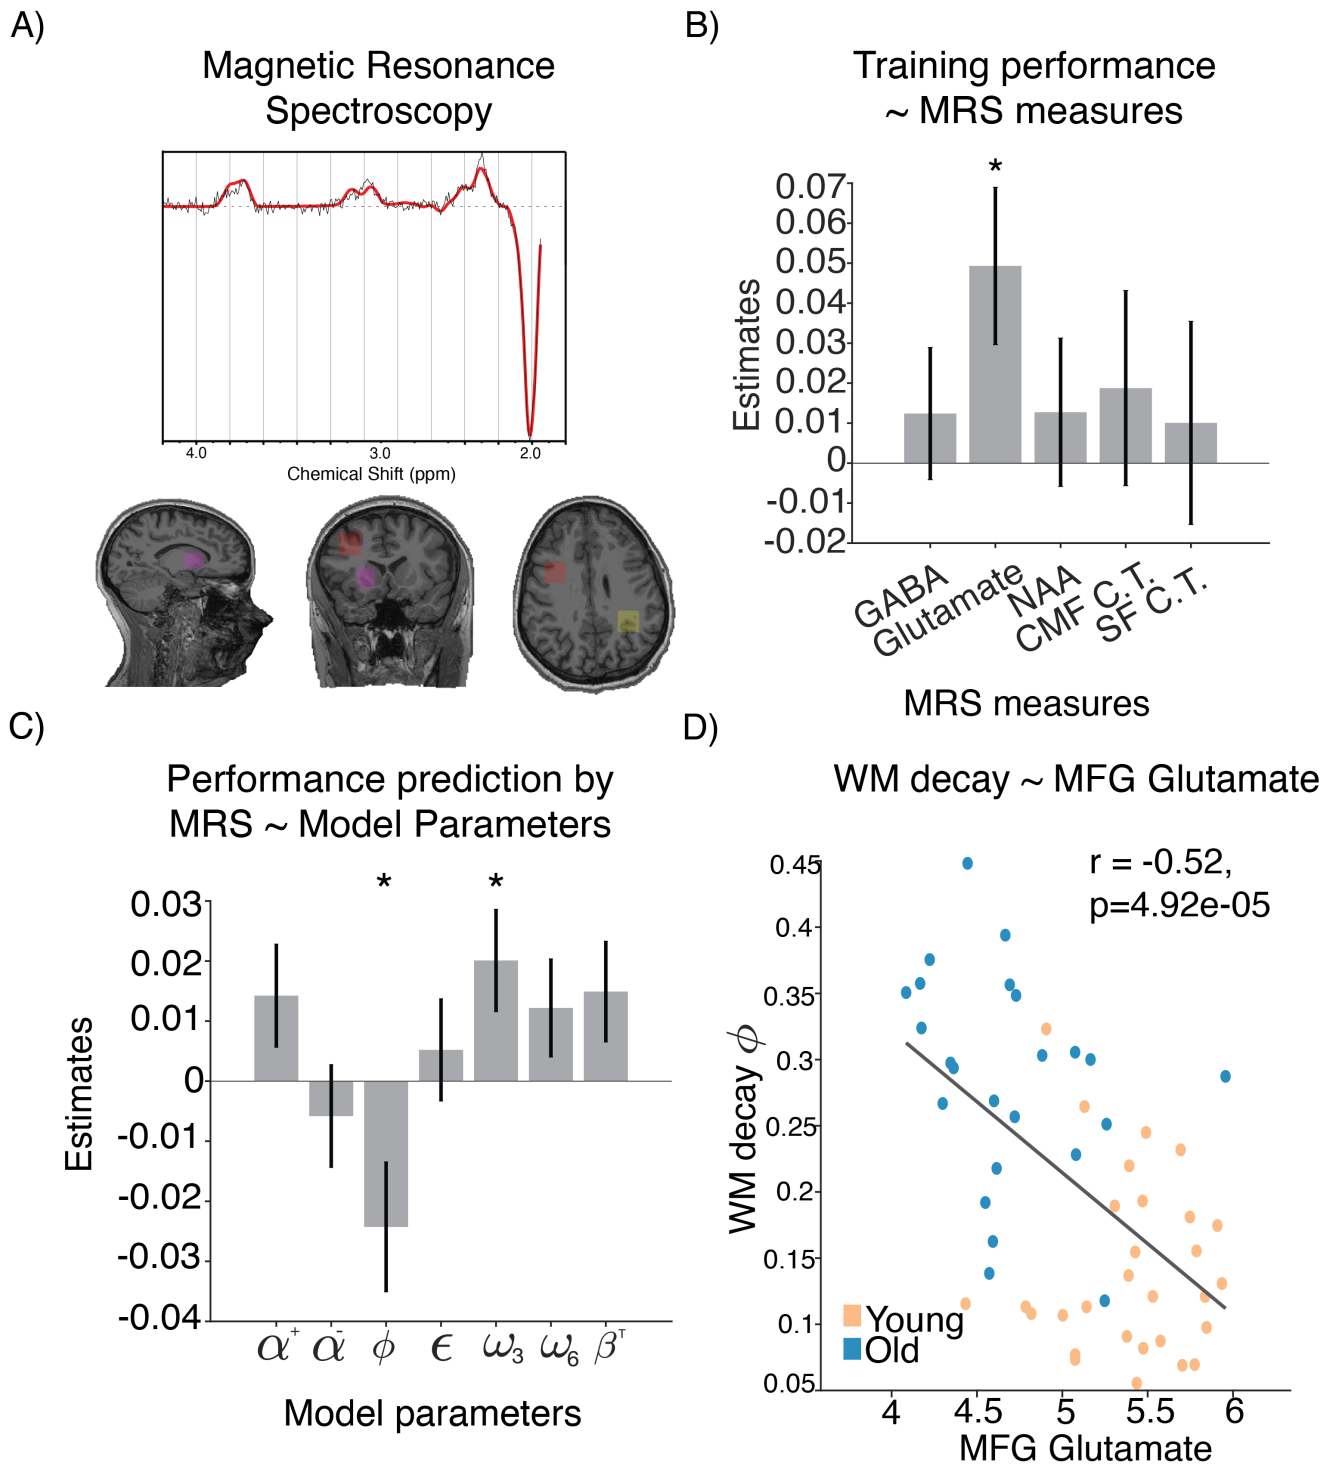 A)
Magnetic Resonance
Spectroscopy
4.0
3.0
2.0
Chemical Shift (ppm)
B)
Training performance
~ MRS measures
*
0.07
0.06
0.05
0.04
0.03
0.02
0.01
0
-0.01
-0.02
Estimates
GABA
Glutamate
NAA
CMF C.T.
SF C.T.
MRS measures
C)
Performance prediction by
MRS ~ Model Parameters
* *
0.03
0.02
0.01
0
-0.01
-0.02
-0.03
-0.04
Estimates
α⁺ α⁻ ϕ ϵ ω₃ ω₆ βᵀ
Model parameters
D)
WM decay ~ MFG Glutamate
r = -0.52,
p=4.92e-05
0.45
0.4
0.35
0.3
0.25
0.2
0.15
0.1
0.05
WM decay ϕ
Young
Old
4 4.5 5 5.5 6
MFG Glutamate